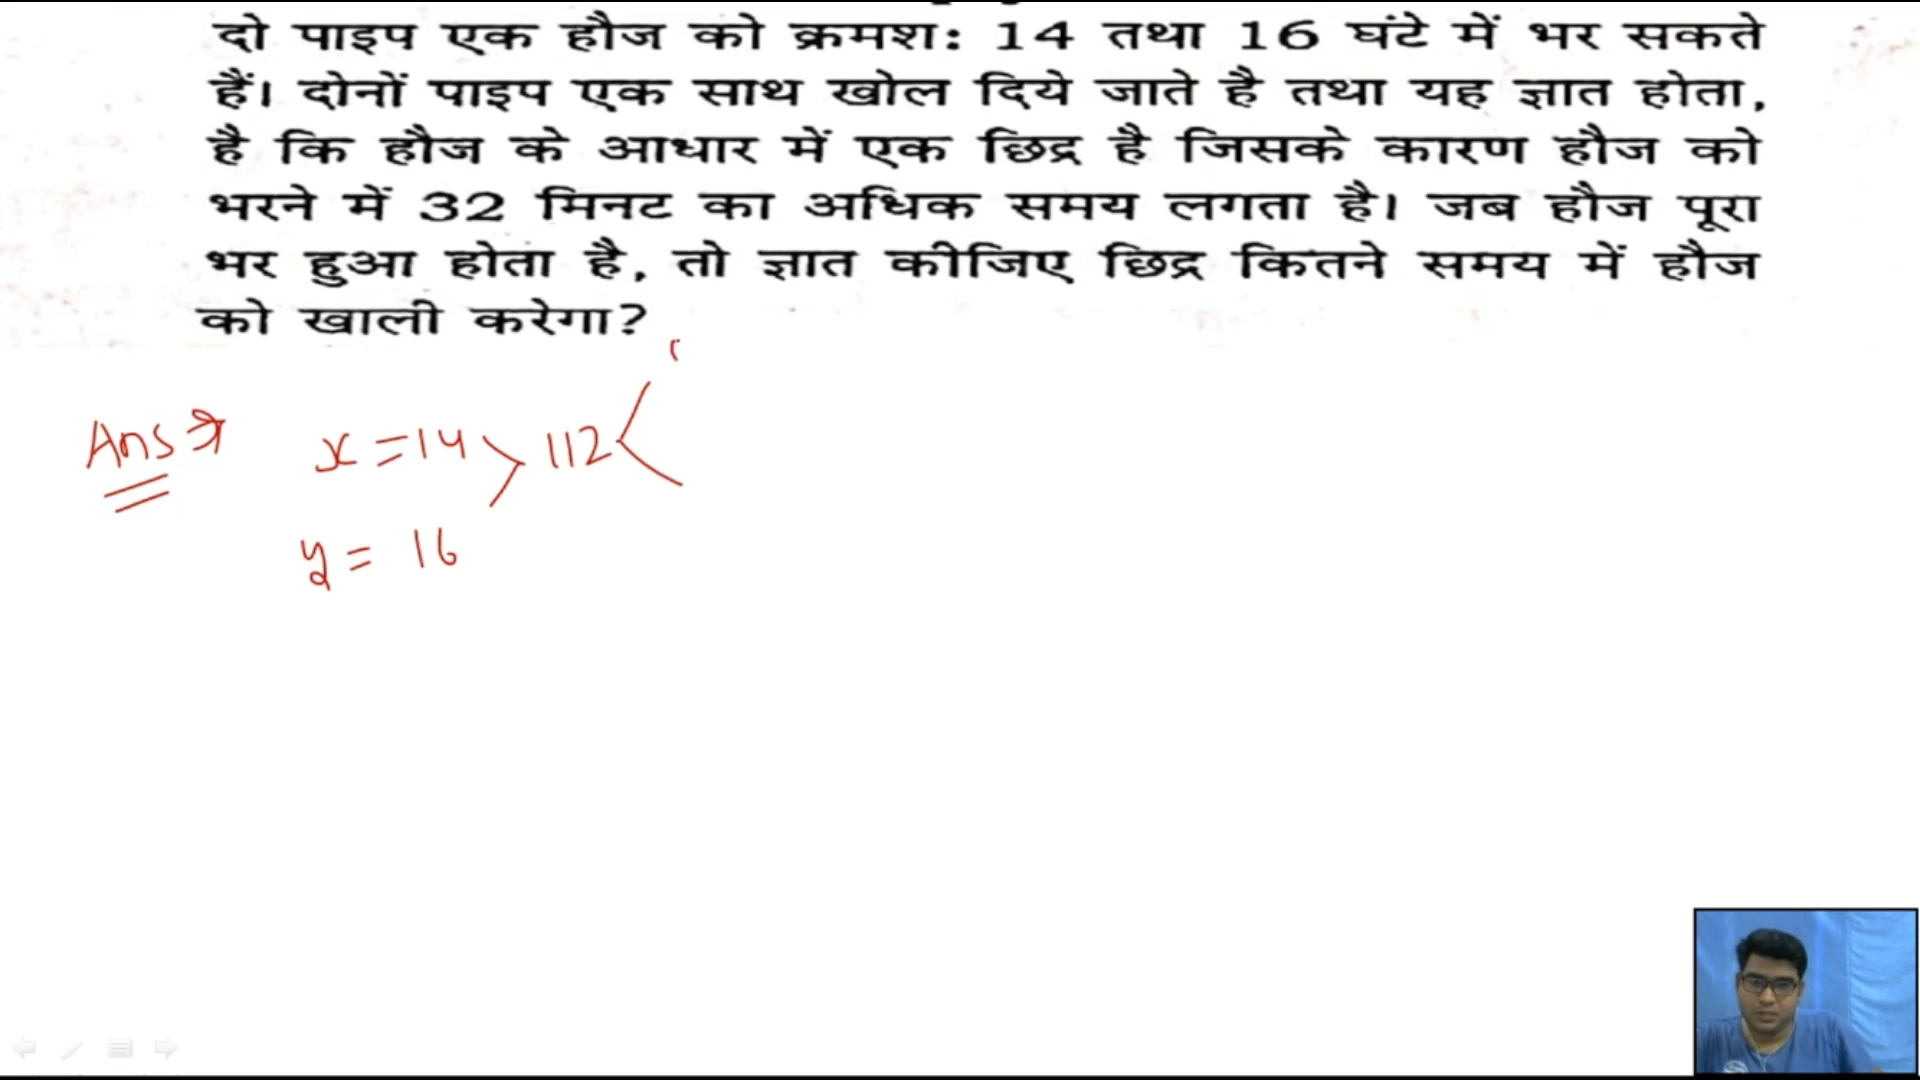 दो पाइप एक हौज को क्रमश: 14 तथा 16 घंटे में भर सकते
हैं। दोनों पाइप एक साथ खोल दिये जाते है तथा यह ज्ञात होता,
है कि हौज के आधार में एक छिद्र है जिसके कारण हौज को
भरने में 32 मिनट का अधिक समय लगता है। जब हौज पूरा
भर हुआ होता है, तो ज्ञात कीजिए छिद्र कितने समय में हौज
को खाली करेगा?
Ans → x = 14 > 112 <
y = 16